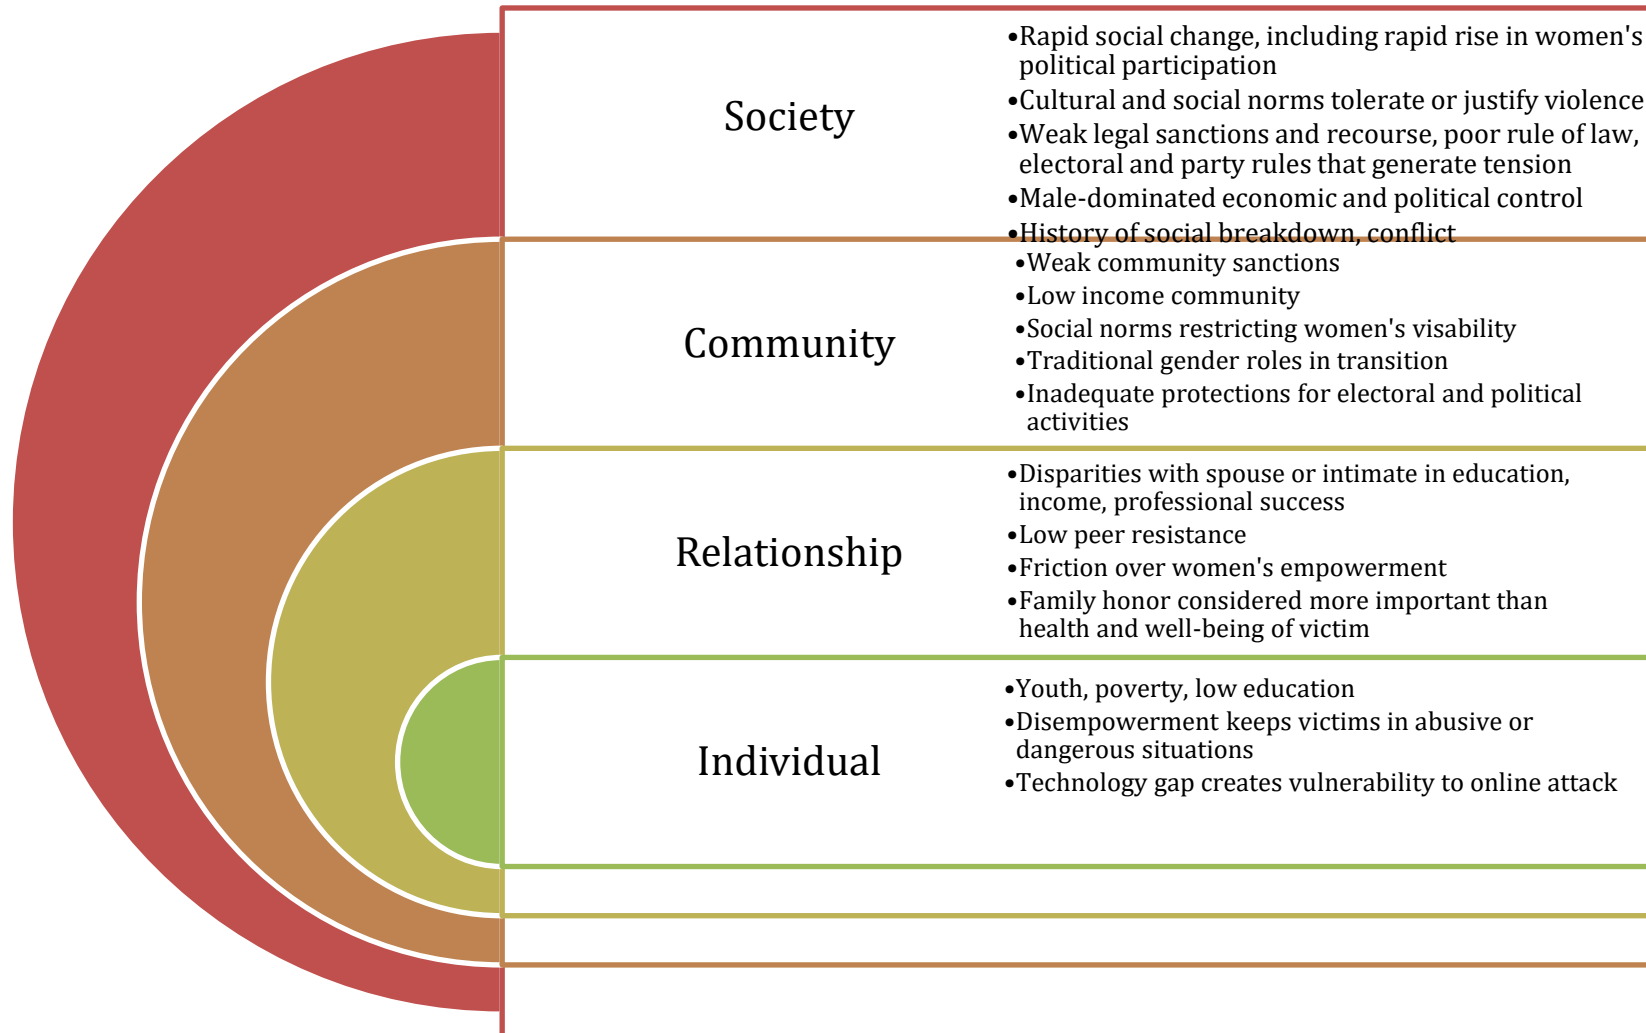 Society
•Rapid social change, including rapid rise in women's
political participation
•Cultural and social norms tolerate or justify violence
•Weak legal sanctions and recourse, poor rule of law,
electoral and party rules that generate tension
•Male-dominated economic and political control
•History of social breakdown, conflict
Community
•Weak community sanctions
•Low income community
•Social norms restricting women's visability
•Traditional gender roles in transition
•Inadequate protections for electoral and political
activities
Relationship
•Disparities with spouse or intimate in education,
income, professional success
•Low peer resistance
•Friction over women's empowerment
•Family honor considered more important than
health and well-being of victim
Individual
•Youth, poverty, low education
•Disempowerment keeps victims in abusive or
dangerous situations
•Technology gap creates vulnerability to online attack